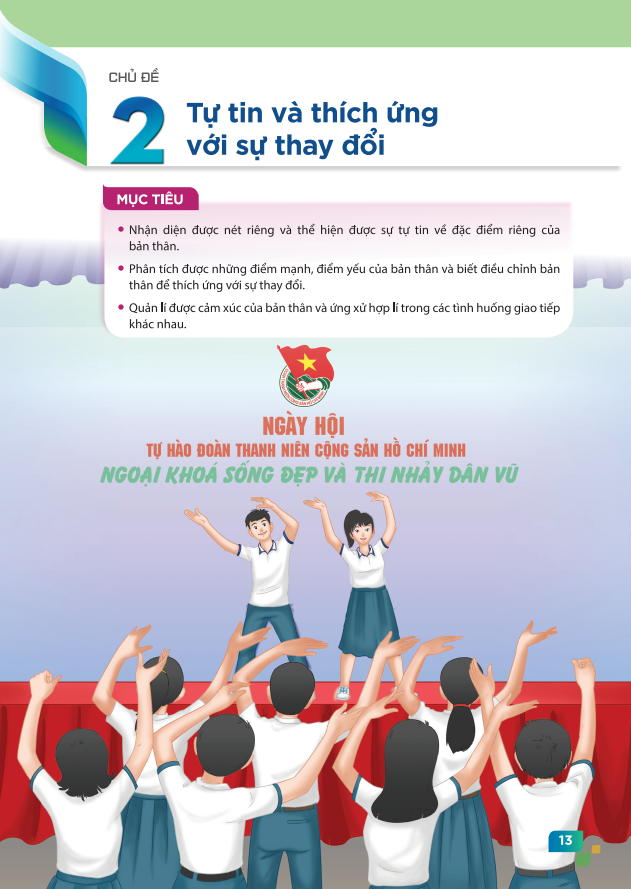 CHỦ ĐỀ
2
Tự tin và thích ứng
với sự thay đổi
MỤC TIÊU
• Nhận diện được nét riêng và thể hiện được sự tự tin về đặc điểm riêng của
bản thân.
• Phân tích được những điểm mạnh, điểm yếu của bản thân và biết điều chỉnh bản
thân để thích ứng với sự thay đổi.
• Quản lí được cảm xúc của bản thân và ứng xử hợp lí trong các tình huống giao tiếp
khác nhau.
NGÀY HỘI
TỰ HÀO ĐOÀN THANH NIÊN CỘNG SẢN HỒ CHÍ MINH
NGOẠI KHOÁ SỐNG ĐẸP VÀ THI NHẢY DÂN VŨ
13